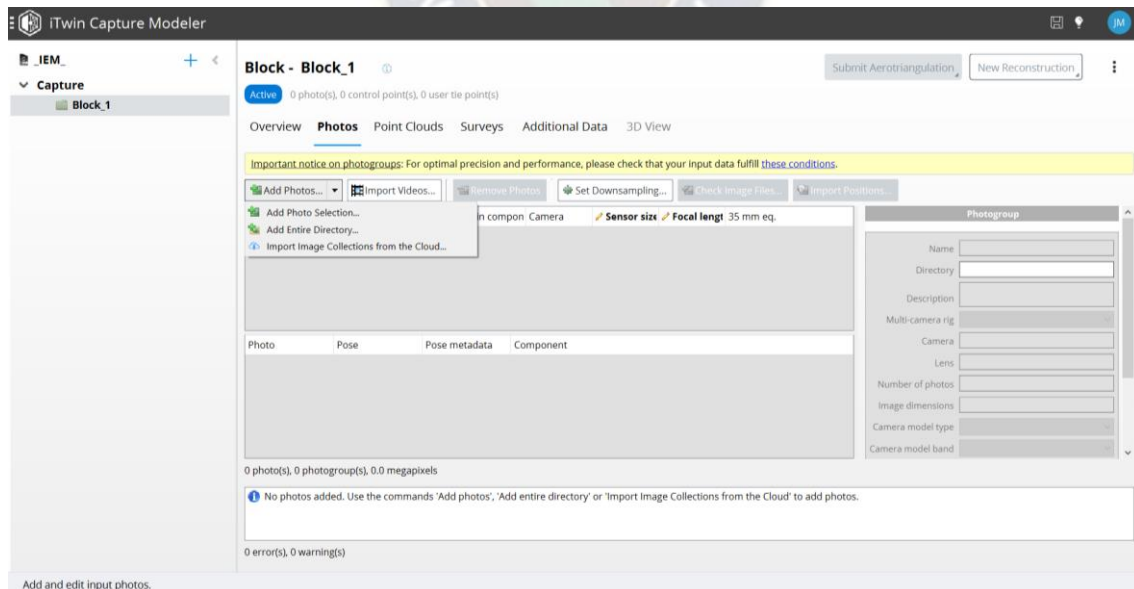 iTwin Capture Modeler
JM
_IEM_
Capture
Block_1
Block - Block_1
Submit Aerotriangulation
New Reconstruction
Active 0 photo(s), 0 control point(s), 0 user tie point(s)
Overview Photos Point Clouds Surveys Additional Data 3D View
Important notice on photogroups: For optimal precision and performance, please check that your input data fulfill these conditions.
Add Photos... Import Videos... Remove Photos Set Downsampling... Check Image Files... Import Positions...
Add Photo Selection...
Add Entire Directory...
Import Image Collections from the Cloud...
in compon Camera Sensor size Focal lengt 35 mm eq.
Photogroup
Name
Directory
Description
Multi-camera rig
Camera
Lens
Number of photos
Image dimensions
Camera model type
Camera model band
Photo Pose Pose metadata Component
0 photo(s), 0 photogroup(s), 0.0 megapixels
No photos added. Use the commands 'Add photos', 'Add entire directory' or 'Import Image Collections from the Cloud' to add photos.
0 error(s), 0 warning(s)
Add and edit input photos.